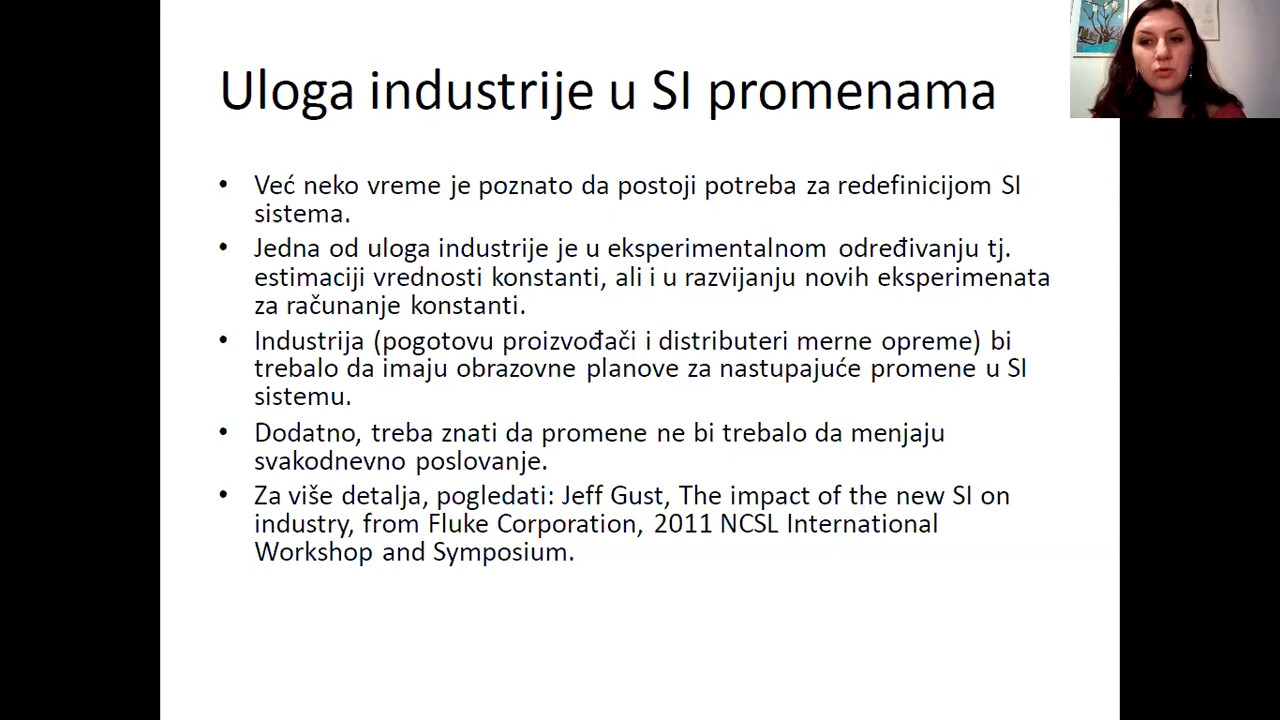 Uloga industrije u SI promenama
• Već neko vreme je poznato da postoji potreba za redefinicijom SI
sistema.
• Jedna od uloga industrije je u eksperimentalnom određivanju tj.
estimaciji vrednosti konstanti, ali i u razvijanju novih eksperimenata
za računanje konstanti.
• Industrija (pogotovu proizvođači i distributeri merne opreme) bi
trebalo da imaju obrazovne planove za nastupajuće promene u SI
sistemu.
• Dodatno, treba znati da promene ne bi trebalo da menjaju
svakodnevno poslovanje.
• Za više detalja, pogledati: Jeff Gust, The impact of the new SI on
industry, from Fluke Corporation, 2011 NCSL International
Workshop and Symposium.